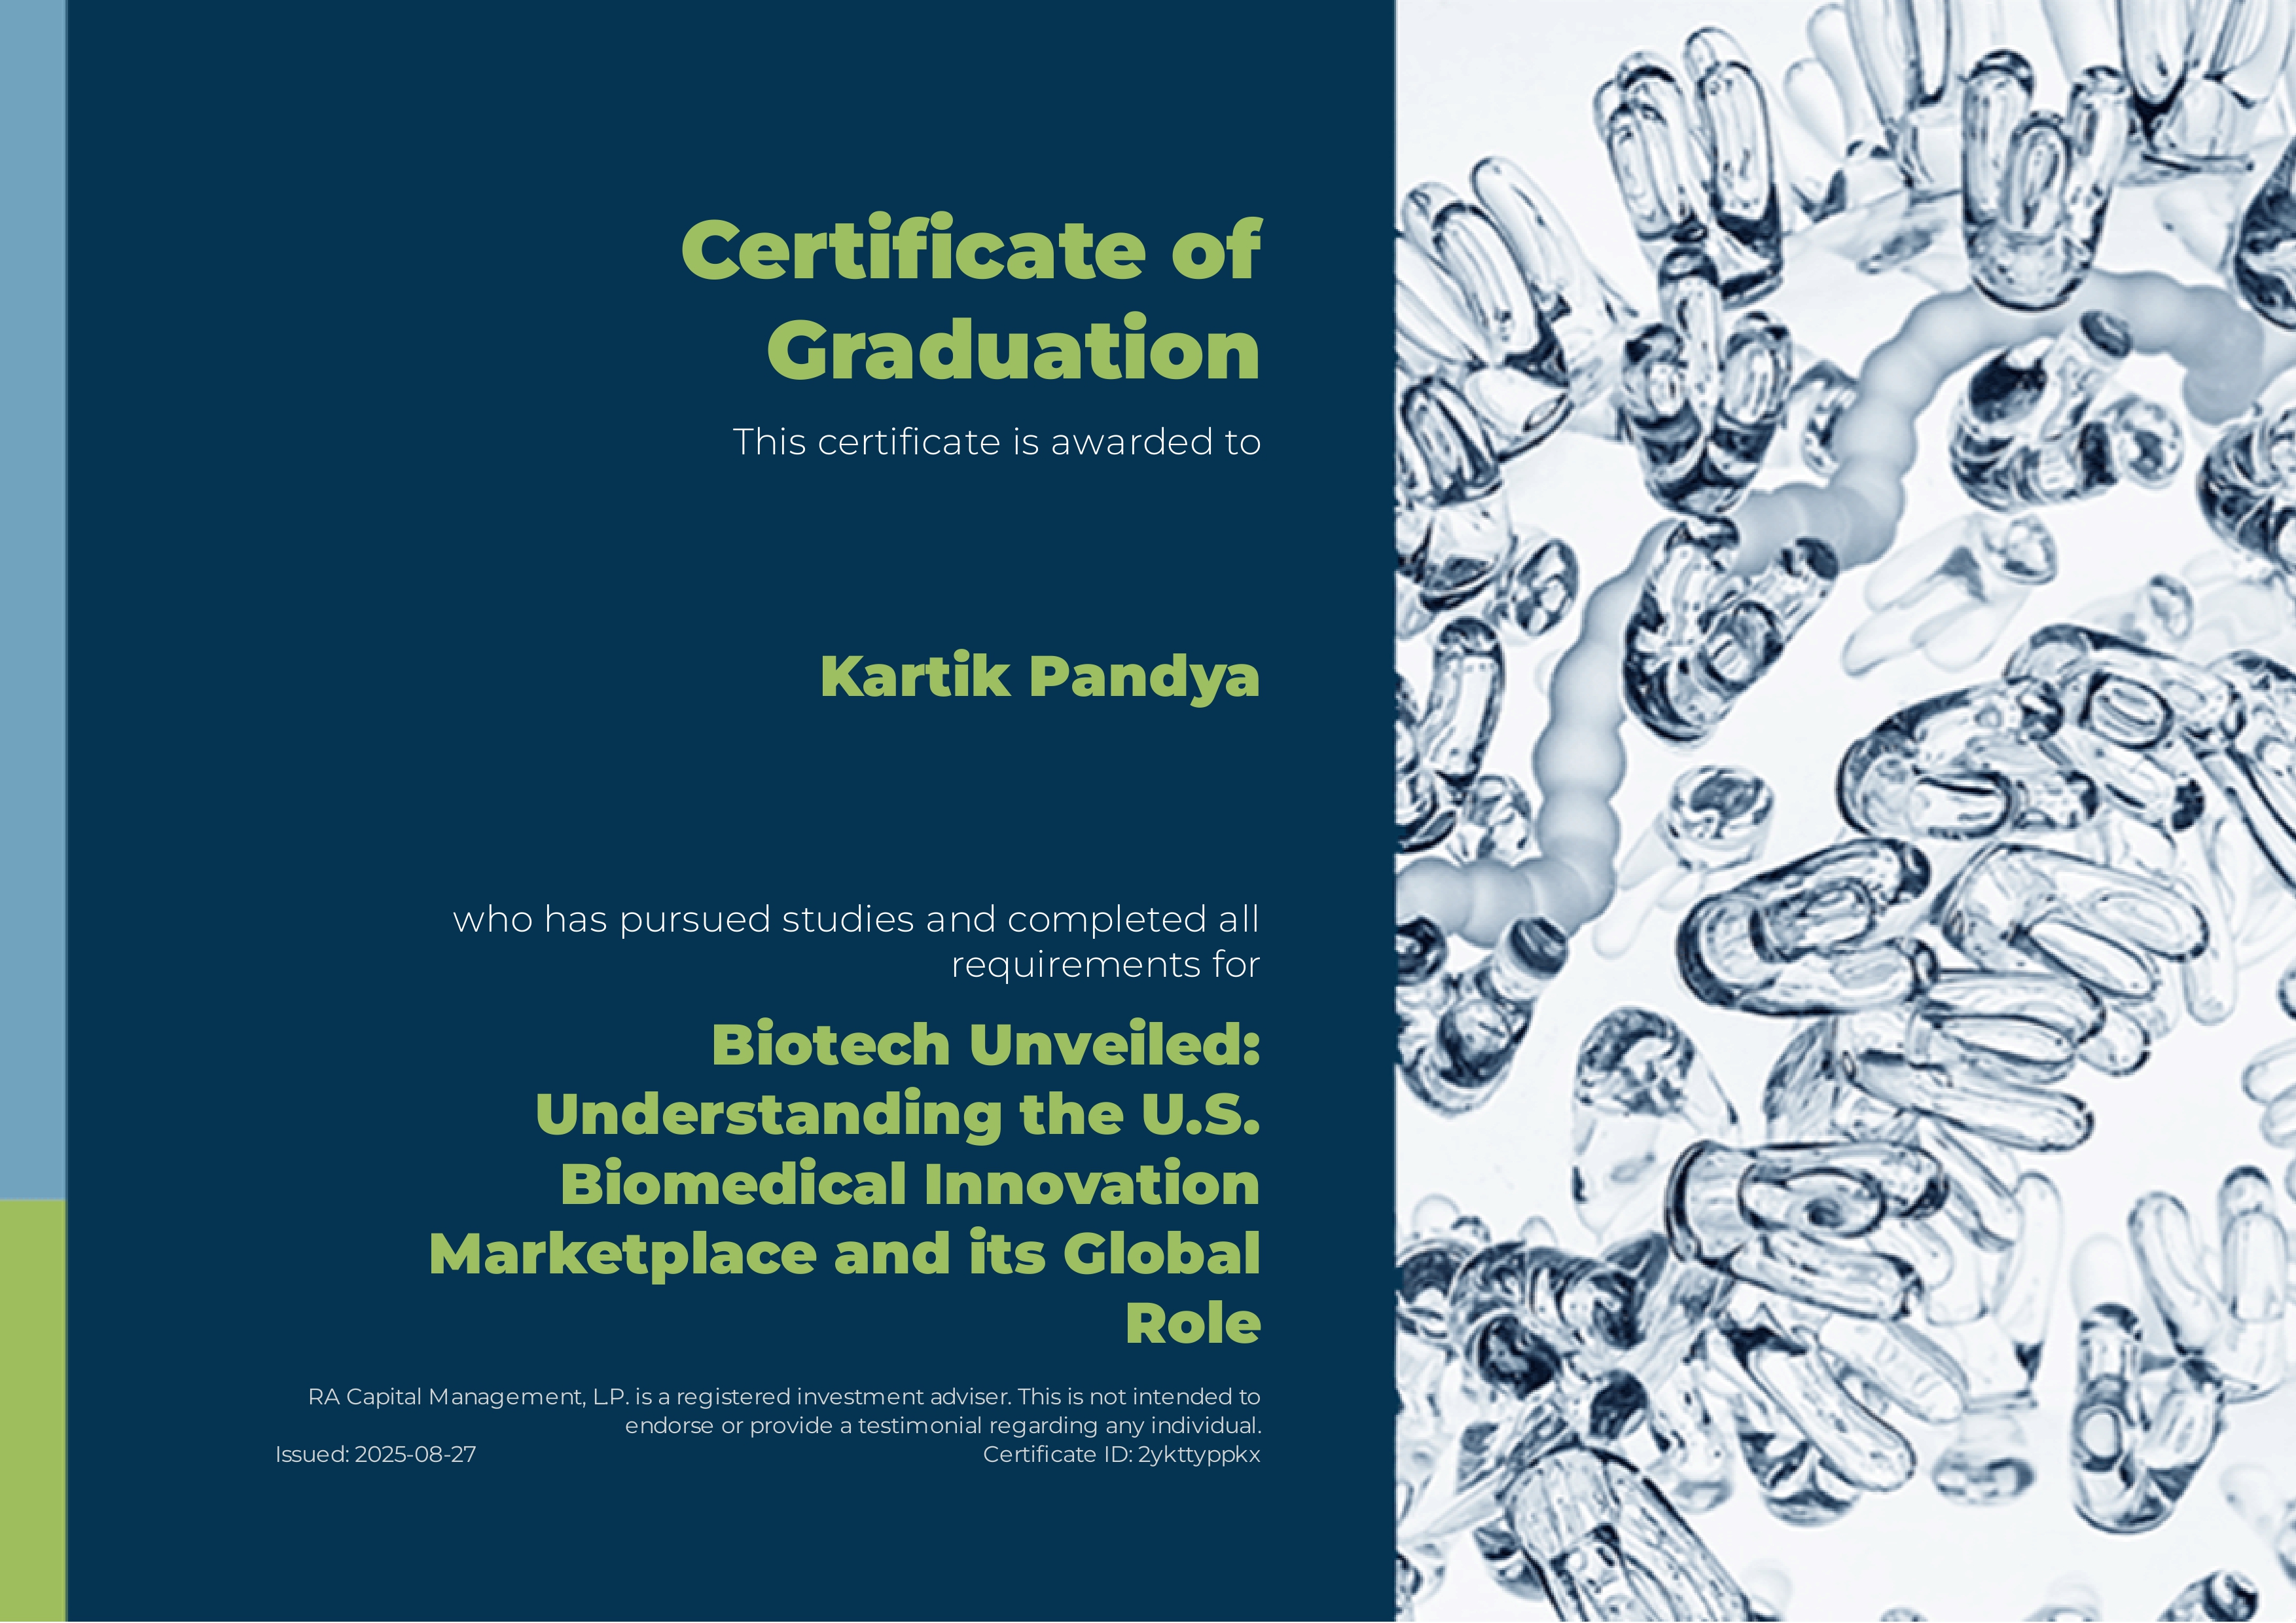 Certificate of
Graduation
This certificate is awarded to
Kartik Pandya
who has pursued studies and completed all
requirements for
Biotech Unveiled:
Understanding the U.S.
Biomedical Innovation
Marketplace and its Global
Role
RA Capital Management, L.P. is a registered investment adviser. This is not intended to
endorse or provide a testimonial regarding any individual.
Issued: 2025-08-27 Certificate ID: 2ykttyppkx